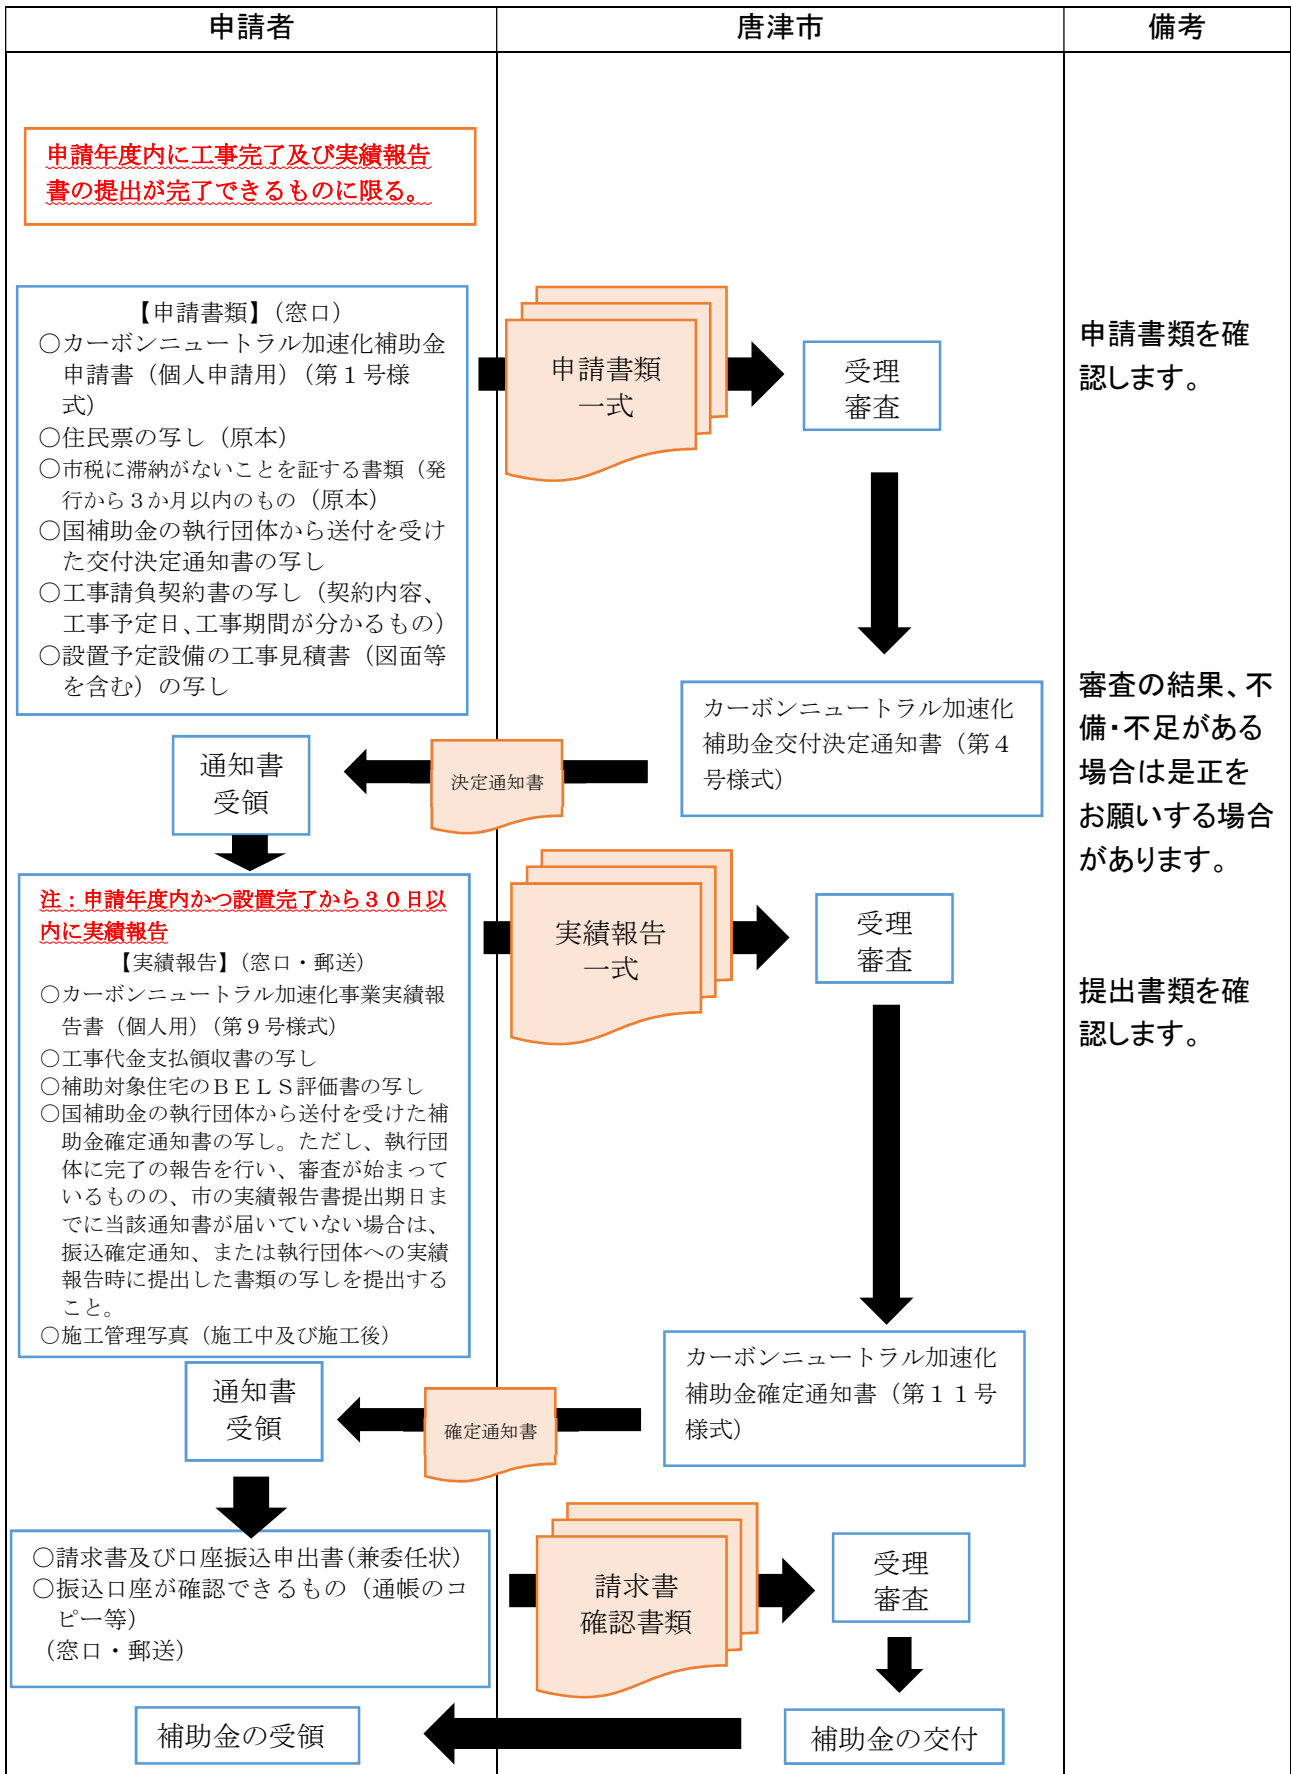 申請者
唐津市
備考
申請年度内に工事完了及び実績報告
書の提出が完了できるものに限る。
【申請書類】（窓口）
○カーボンニュートラル加速化補助金
申請書（個人申請用）（第１号様
式）
○住民票の写し（原本）
○市税に滞納がないことを証する書類（発
行から３か月以内のもの（原本）
○国補助金の執行団体から送付を受け
た交付決定通知書の写し
○工事請負契約書の写し（契約内容、
工事予定日、工事期間が分かるもの）
○設置予定設備の工事見積書（図面等
を含む）の写し
申請書類
一式
受理
審査
申請書類を確
認します。
カーボンニュートラル加速化
補助金交付決定通知書（第４
号様式）
決定通知書
通知書
受領
審査の結果、不
備・不足がある
場合は是正を
お願いする場合
があります。
注：申請年度内かつ設置完了から３０日以
内に実績報告
【実績報告】（窓口・郵送）
○カーボンニュートラル加速化事業実績報
告書（個人用）（第９号様式）
○工事代金支払領収書の写し
○補助対象住宅のＢＥＬＳ評価書の写し
○国補助金の執行団体から送付を受けた補
助金確定通知書の写し。ただし、執行団
体に完了の報告を行い、審査が始まって
いるものの、市の実績報告書提出期日ま
でに当該通知書が届いていない場合は、
振込確定通知、または執行団体への実績
報告時に提出した書類の写しを提出する
こと。
○施工管理写真（施工中及び施工後）
実績報告
一式
受理
審査
提出書類を確
認します。
カーボンニュートラル加速化
補助金確定通知書（第１１号
様式）
確定通知書
通知書
受領
○請求書及び口座振込申出書(兼委任状)
○振込口座が確認できるもの（通帳のコ
ピー等）
（窓口・郵送）
請求書
確認書類
受理
審査
補助金の交付
補助金の受領